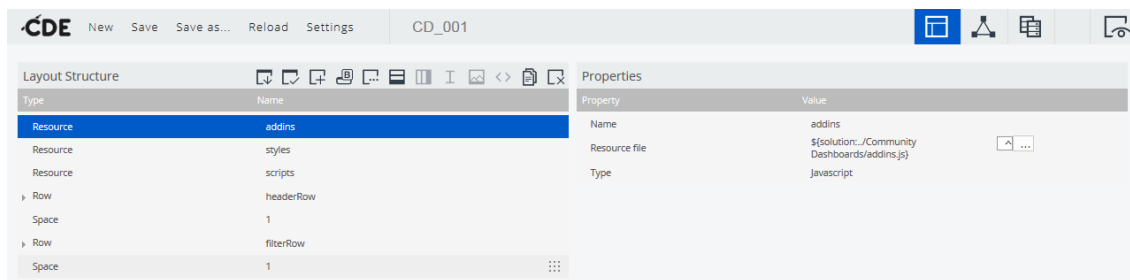 CDE New Save Save as... Reload Settings CD_001
Layout Structure
Type Name
Resource addins
Resource styles
Resource scripts
Row headerRow
Space 1
Row filterRow
Space 1
Properties
Property Value
Name addins
Resource file ${solution:../Community
Dashboards/addins.js}
...
Type Javascript